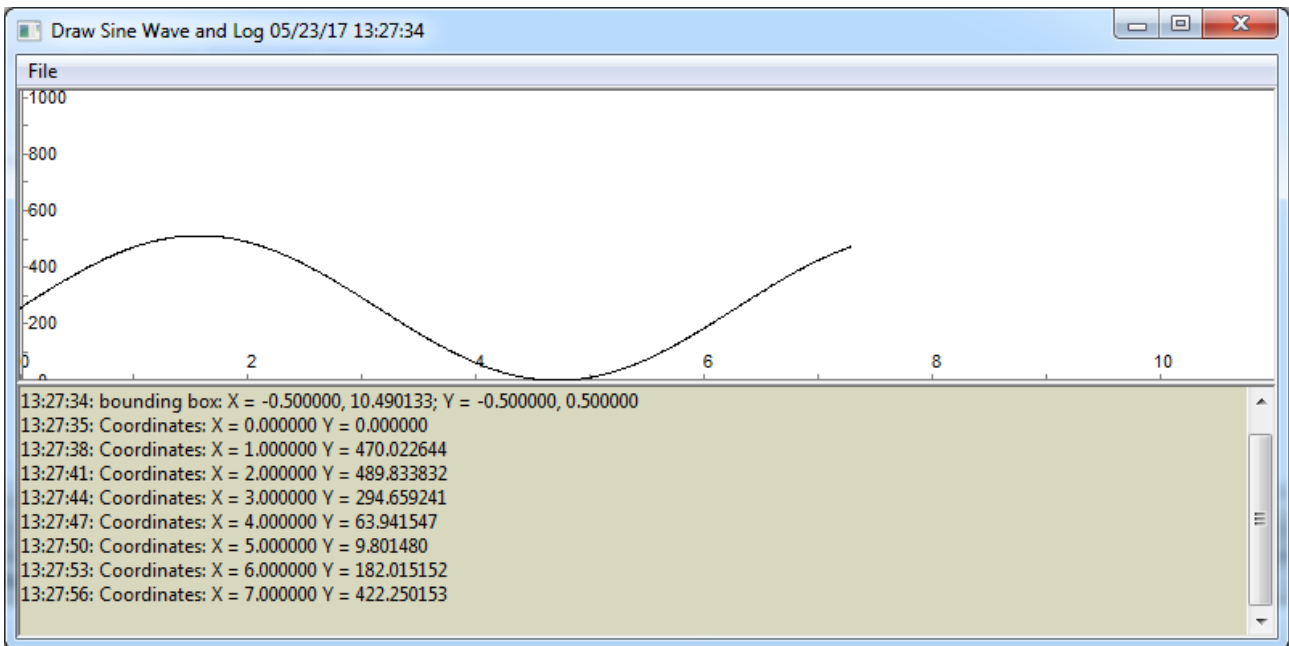 Draw Sine Wave and Log 05/23/17 13:27:34
File
1000
800
600
400
200
0 2 4 6 8 10
0
13:27:34: bounding box: X = -0.500000, 10.490133; Y = -0.500000, 0.500000
13:27:35: Coordinates: X = 0.000000 Y = 0.000000
13:27:38: Coordinates: X = 1.000000 Y = 470.022644
13:27:41: Coordinates: X = 2.000000 Y = 489.833832
13:27:44: Coordinates: X = 3.000000 Y = 294.659241
13:27:47: Coordinates: X = 4.000000 Y = 63.941547
13:27:50: Coordinates: X = 5.000000 Y = 9.801480
13:27:53: Coordinates: X = 6.000000 Y = 182.015152
13:27:56: Coordinates: X = 7.000000 Y = 422.250153